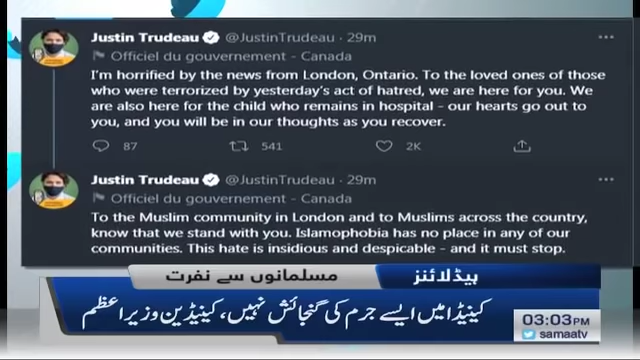 Justin Trudeau @JustinTrudeau · 29m
Officiel du gouvernement - Canada
I'm horrified by the news from London, Ontario. To the loved ones of those
who were terrorized by yesterday's act of hatred, we are here for you. We
are also here for the child who remains in hospital - our hearts go out to
you, and you will be in our thoughts as you recover.
87 541 2K
Justin Trudeau @JustinTrudeau · 29m
Officiel du gouvernement - Canada
To the Muslim community in London and to Muslims across the country,
know that we stand with you. Islamophobia has no place in any of our
communities. This hate is insidious and despicable - and it must stop.
ہیڈلائنز
مسلمانوں سے نفرت
کینیڈا میں ایسے جرم کی گنجائش نہیں، کینیڈین وزیراعظم
03:03 PM
samaatv